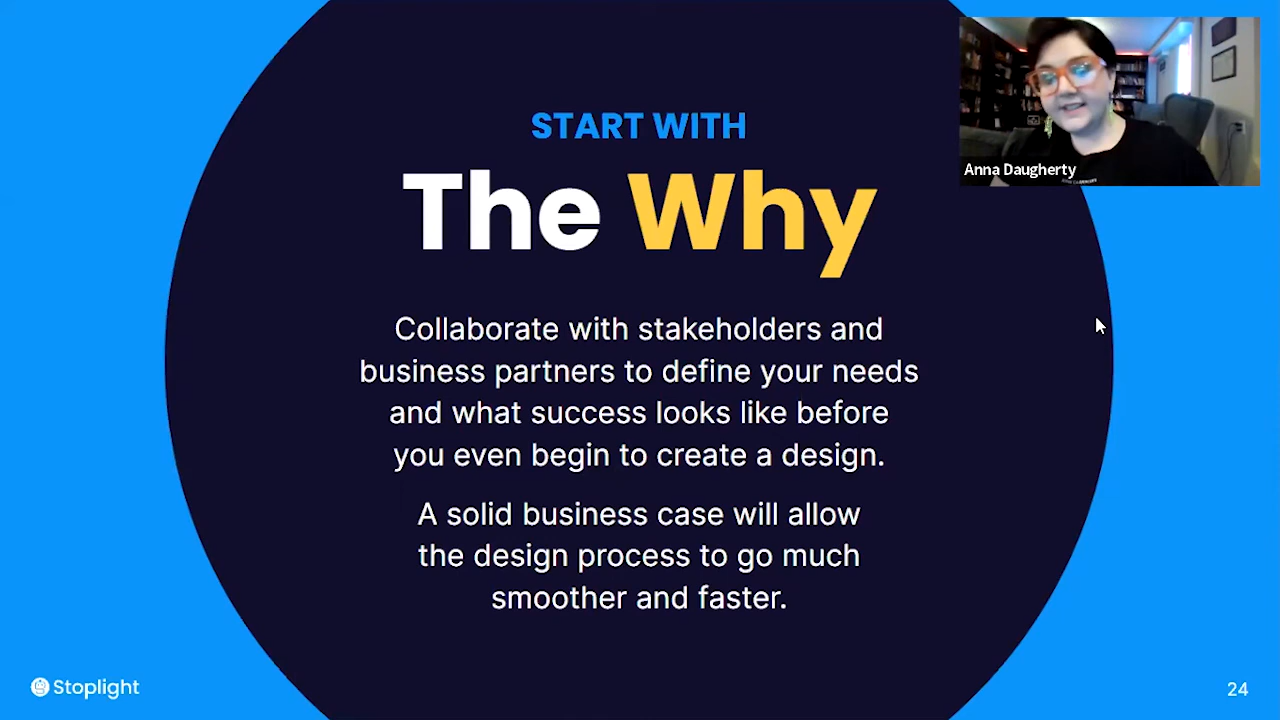 START WITH
The Why
Collaborate with stakeholders and
business partners to define your needs
and what success looks like before
you even begin to create a design.
A solid business case will allow
the design process to go much
smoother and faster.
Anna Daugherty
Stoplight
24